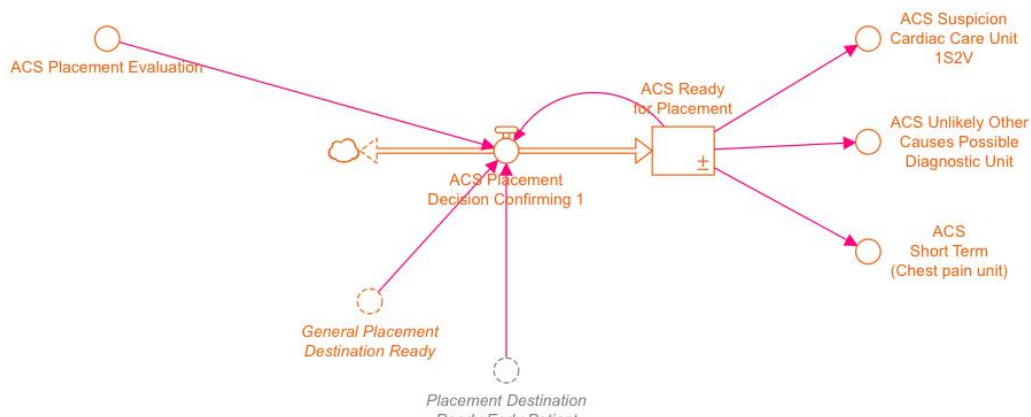 ACS Placement Evaluation
ACS Suspicion
Cardiac Care Unit
1S2V
ACS Ready
for Placement
ACS Unlikely Other
Causes Possible
Diagnostic Unit
ACS Placement
Decision Confirming 1
ACS
Short Term
(Chest pain unit)
General Placement
Destination Ready
Placement Destination